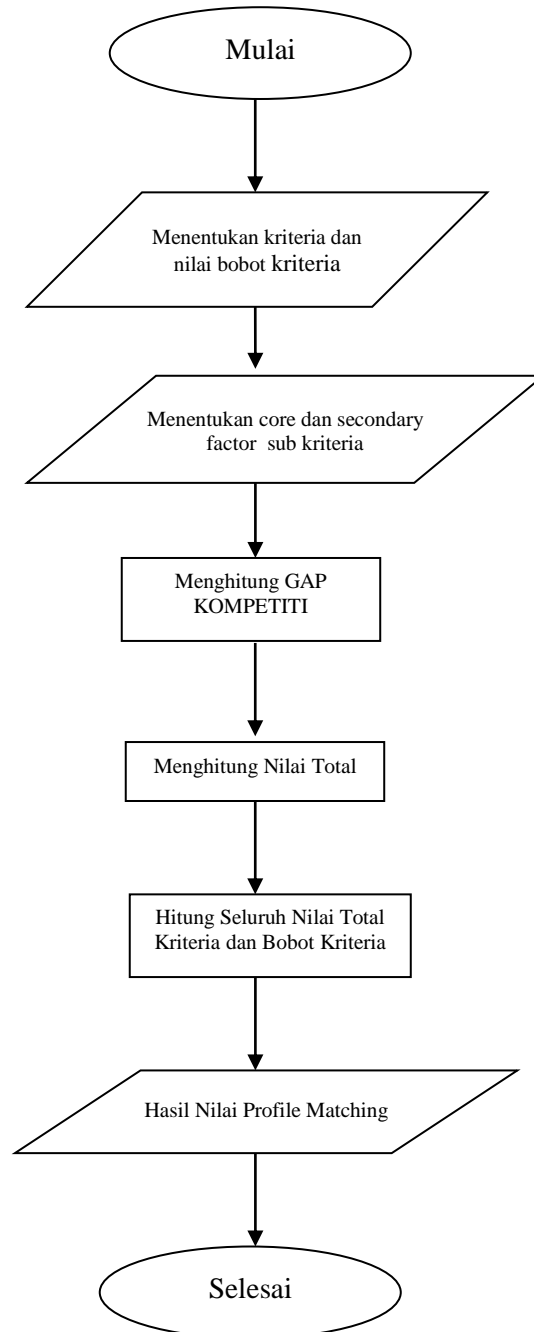 Mulai
Menentukan kriteria dan
nilai bobot kriteria
Menentukan core dan secondary
factor sub kriteria
Menghitung GAP
KOMPETITI
Menghitung Nilai Total
Hitung Seluruh Nilai Total
Kriteria dan Bobot Kriteria
Hasil Nilai Profile Matching
Selesai